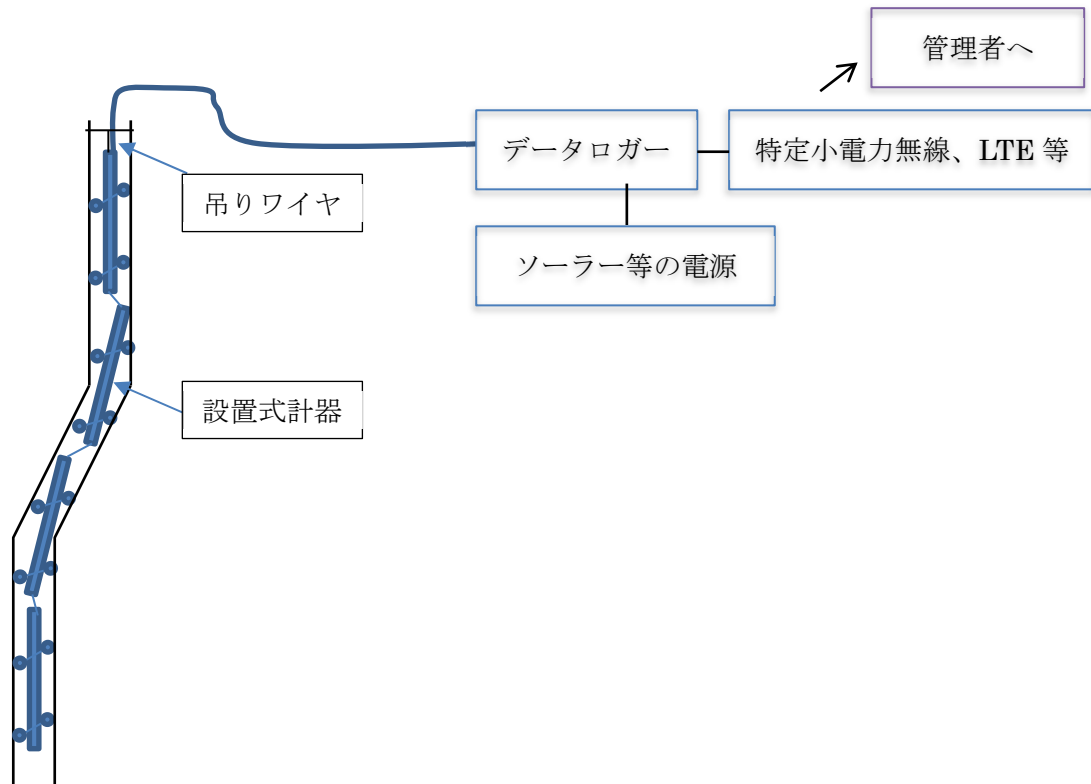 管理者へ
データロガー
特定小電力無線、LTE 等
吊りワイヤ
ソーラー等の電源
設置式計器